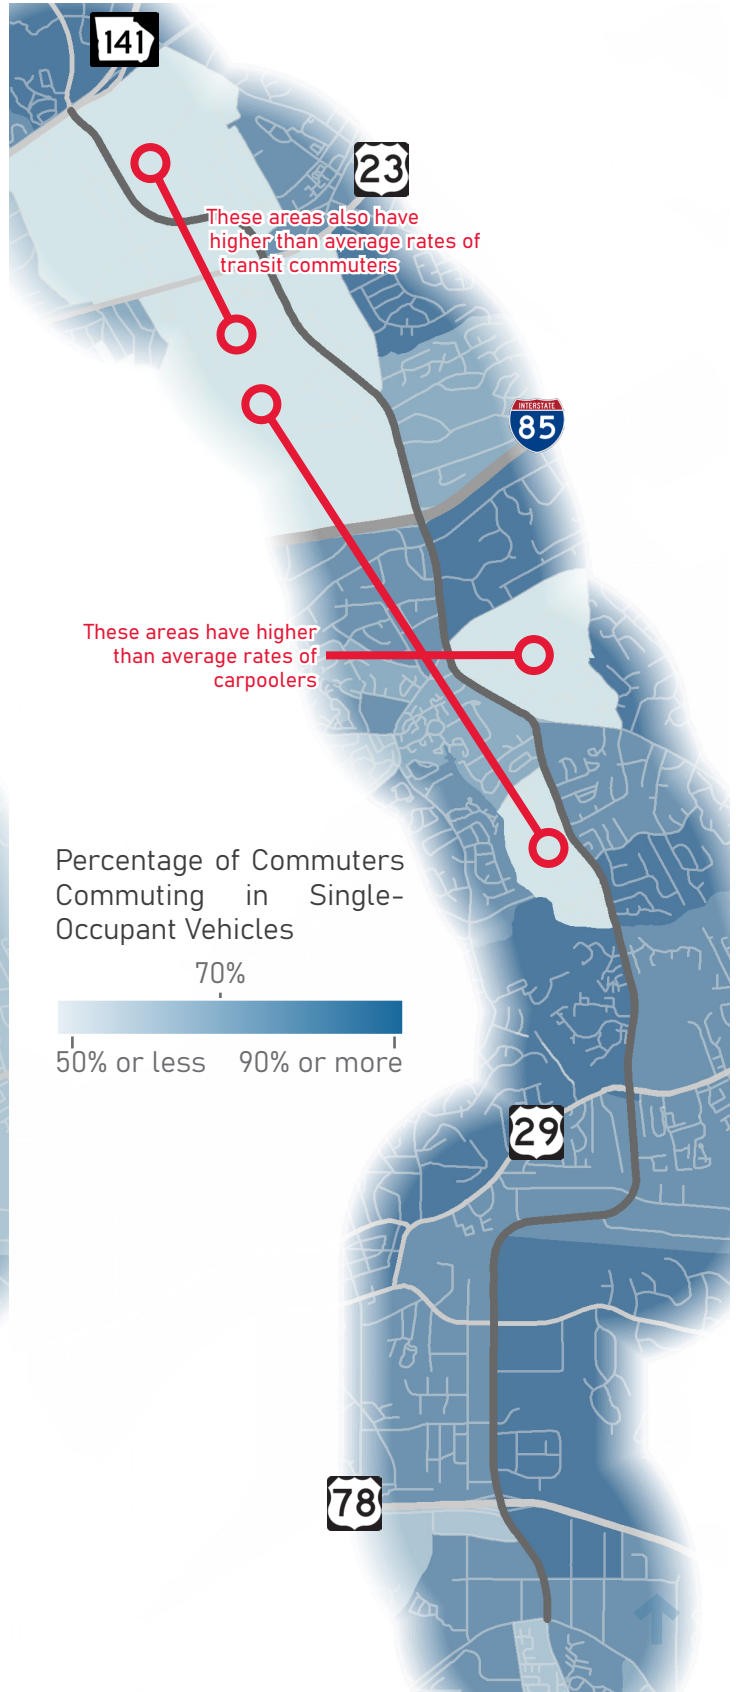 141
23
These areas also have
higher than average rates of
transit commuters
INTERSTATE
85
These areas have higher
than average rates of
carpoolers
Percentage of Commuters
Commuting in Single-
Occupant Vehicles
70%
50% or less 90% or more
29
78